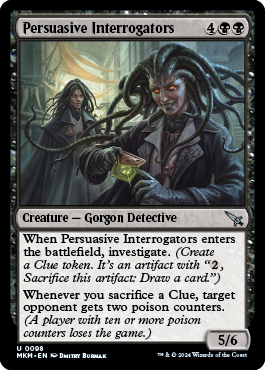 Persuasive Interrogators 4
Creature — Gorgon Detective
When Persuasive Interrogators enters
the battlefield, investigate. (Create
a Clue token. It's an artifact with “2,
Sacrifice this artifact: Draw a card.”)
Whenever you sacrifice a Clue, target
opponent gets two poison counters.
(A player with ten or more poison
counters loses the game.)
5/6
U 0098
MKM • EN Dmitry Burmak
™ & © 2024 Wizards of the Coast